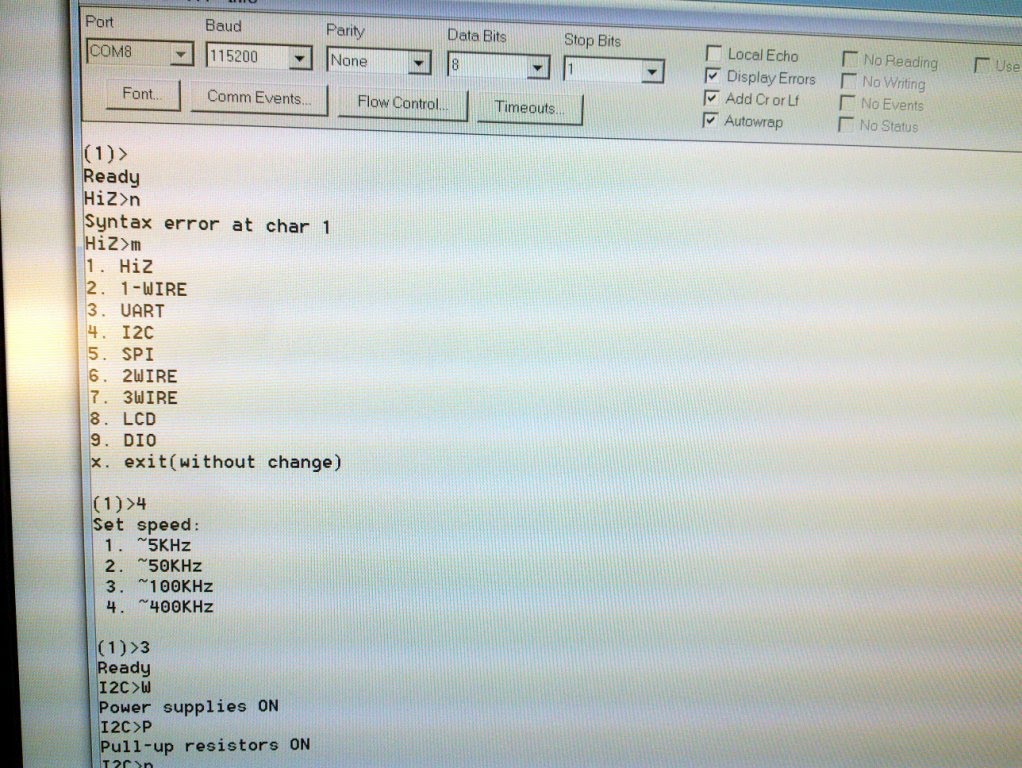 Port Baud Parity Data Bits Stop Bits
COM8 115200 None 8 1
Font... Comm Events... Flow Control... Timeouts...
Local Echo No Reading Use
Display Errors No Writing
Add Cr or Lf No Events
Autowrap No Status
(1)>
Ready
HiZ>n
Syntax error at char 1
HiZ>m
1. HiZ
2. 1-WIRE
3. UART
4. I2C
5. SPI
6. 2WIRE
7. 3WIRE
8. LCD
9. DIO
x. exit(without change)
(1)>4
Set speed:
1. ~5KHz
2. ~50KHz
3. ~100KHz
4. ~400KHz
(1)>3
Ready
I2C>W
Power supplies ON
I2C>P
Pull-up resistors ON